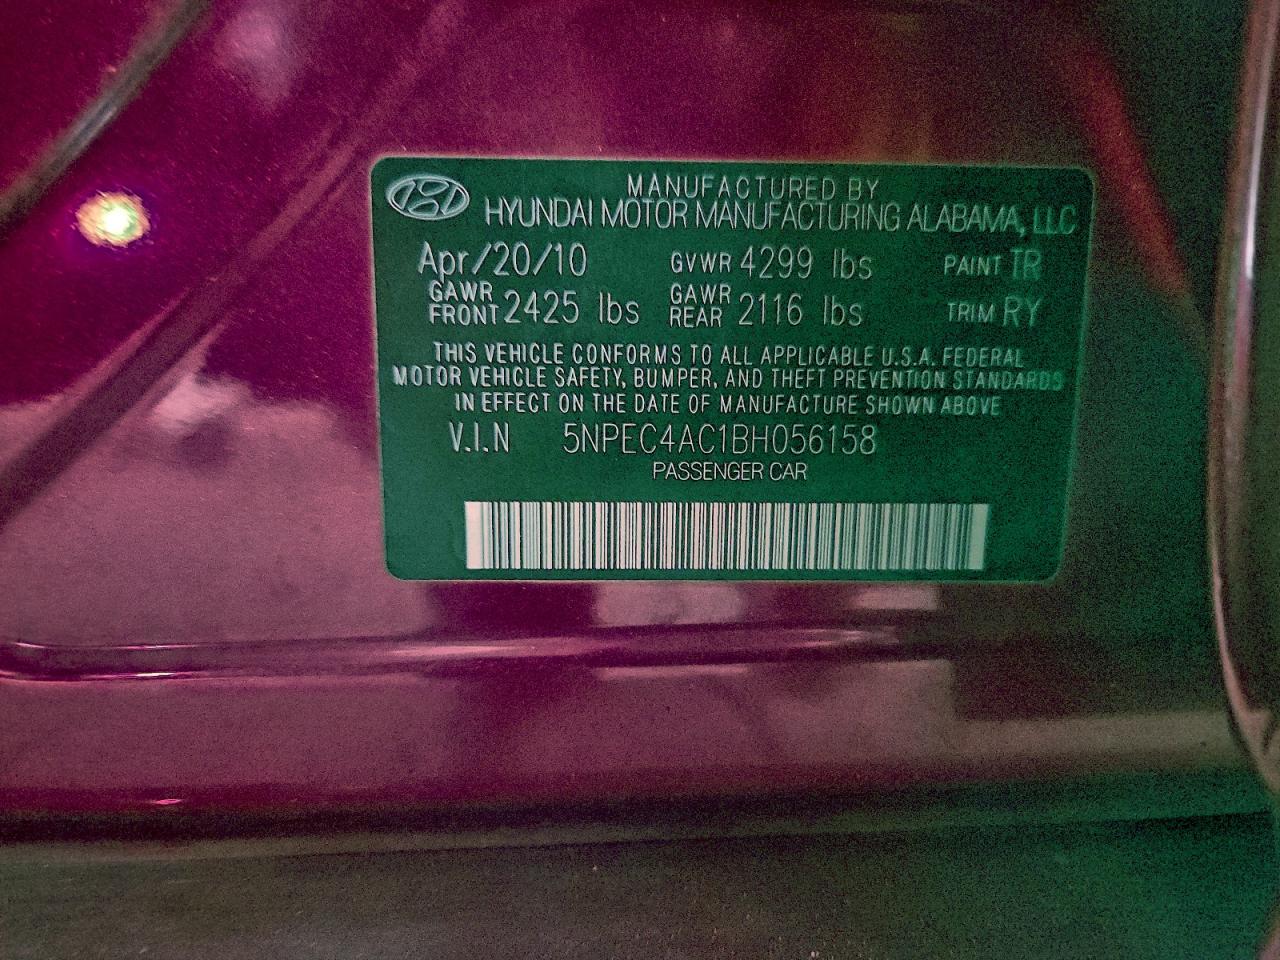 MANUFACTURED BY
HYUNDAI MOTOR MANUFACTURING ALABAMA, LLC
Apr/20/10 GVWR 4299 lbs PAINT TR
GAWR FRONT 2425 lbs GAWR REAR 2116 lbs TRIM RY
THIS VEHICLE CONFORMS TO ALL APPLICABLE U.S.A. FEDERAL
MOTOR VEHICLE SAFETY, BUMPER, AND THEFT PREVENTION STANDARDS
IN EFFECT ON THE DATE OF MANUFACTURE SHOWN ABOVE
V.I.N 5NPEC4AC1BH056158
PASSENGER CAR